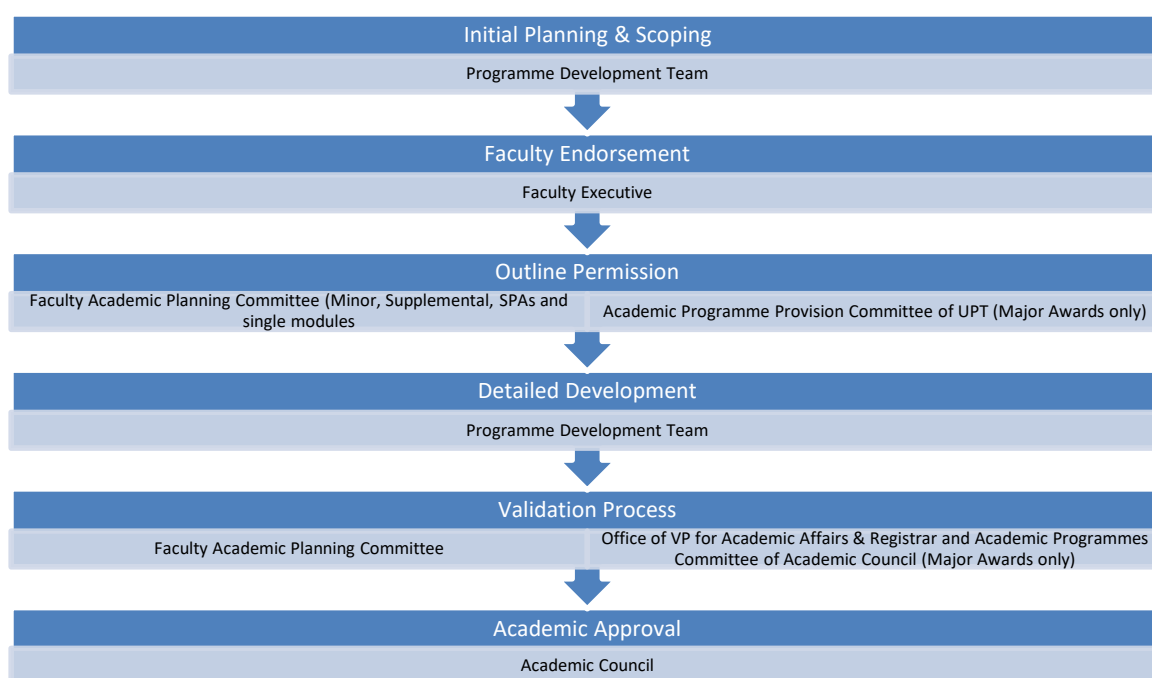 Initial Planning & Scoping
Programme Development Team
Faculty Endorsement
Faculty Executive
Outline Permission
Faculty Academic Planning Committee (Minor, Supplemental, SPAs and
single modules
Academic Programme Provision Committee of UPT (Major Awards only)
Detailed Development
Programme Development Team
Validation Process
Faculty Academic Planning Committee
Office of VP for Academic Affairs & Registrar and Academic Programmes
Committee of Academic Council (Major Awards only)
Academic Approval
Academic Council